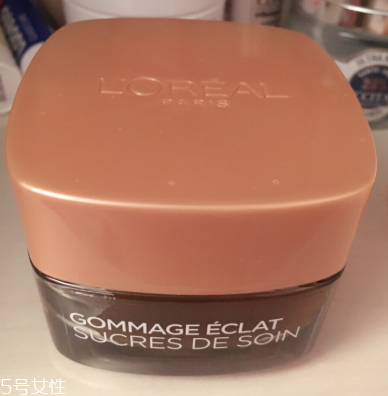 L'ORÉAL
PARIS
GOMMAGE ÉCLAT
SUCRES DE SOIN
5号女性